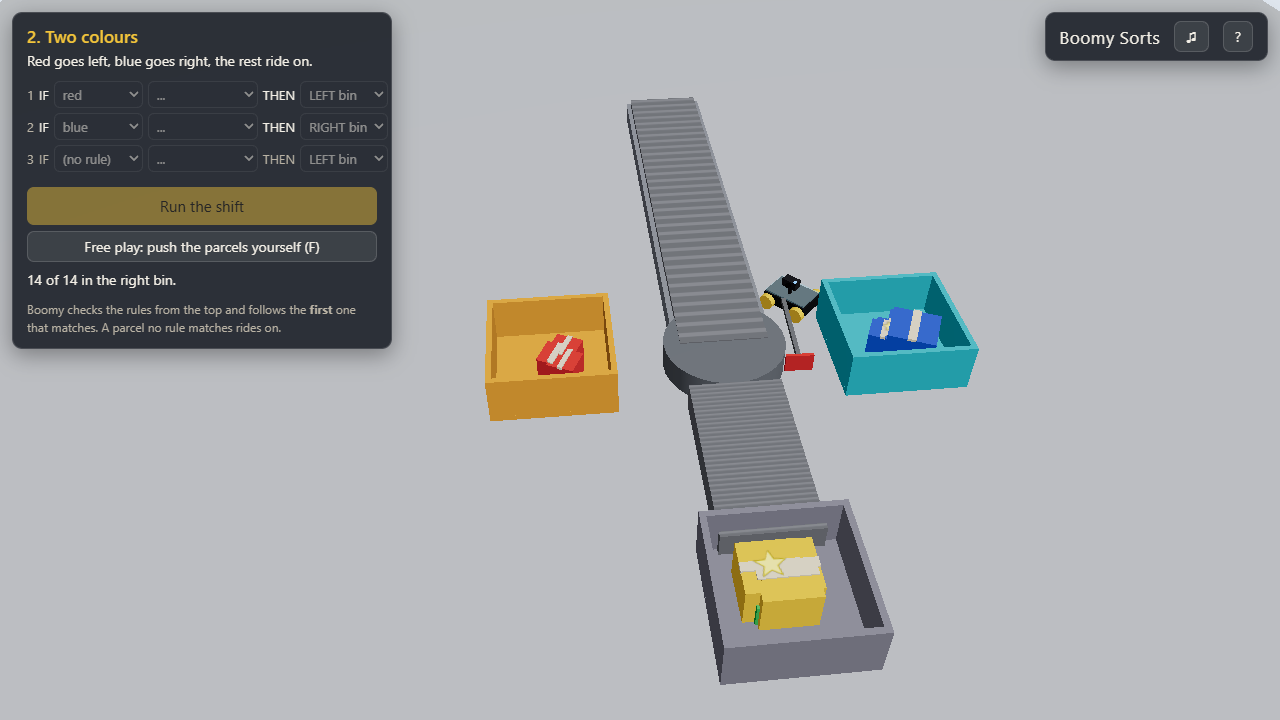 2. Two colours
Red goes left, blue goes right, the rest ride on.
1 IF red ... THEN LEFT bin
2 IF blue ... THEN RIGHT bin
3 IF (no rule) ... THEN LEFT bin
Run the shift
Free play: push the parcels yourself (F)
14 of 14 in the right bin.
Boomy checks the rules from the top and follows the first one
that matches. A parcel no rule matches rides on.
Boomy Sorts ♫ ?